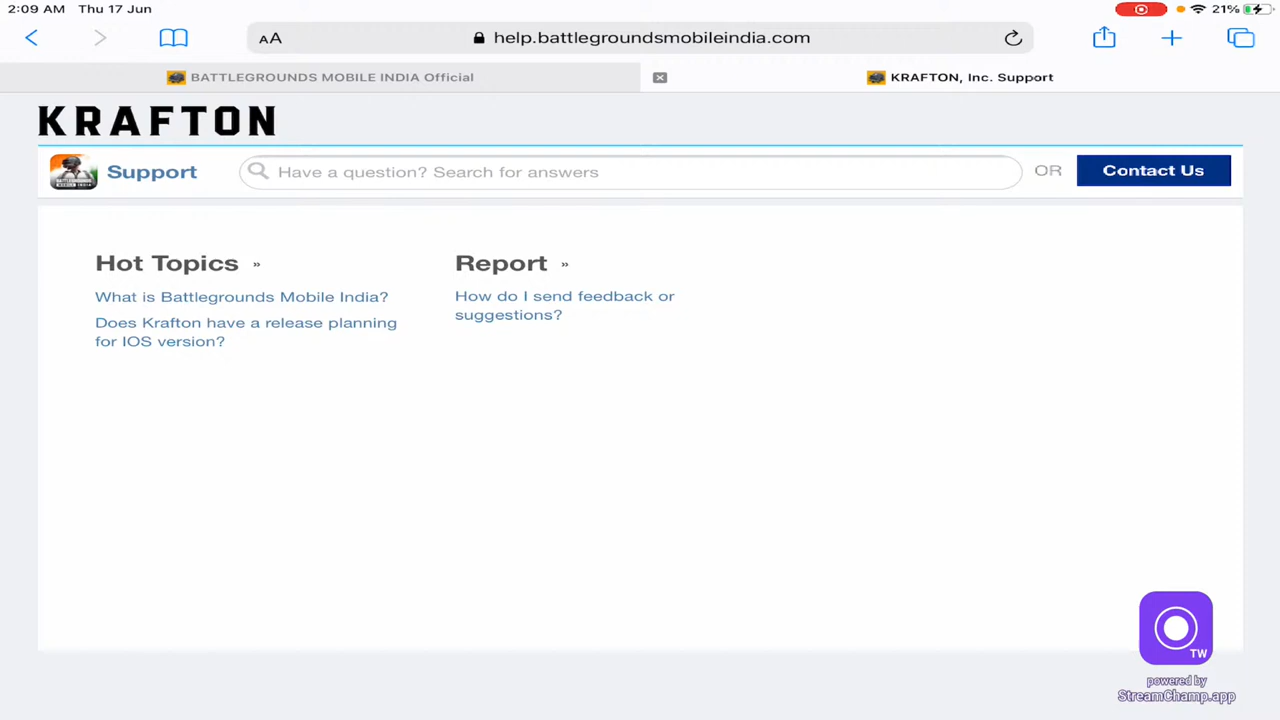 2:09 AM Thu 17 Jun
21%
AA
help.battlegroundsmobileindia.com
BATTLEGROUNDS MOBILE INDIA Official
KRAFTON, Inc. Support
KRAFTON
Support
Have a question? Search for answers
OR
Contact Us
Hot Topics »
What is Battlegrounds Mobile India?
Does Krafton have a release planning
for IOS version?
Report »
How do I send feedback or
suggestions?
TW
powered by
StreamChamp.app